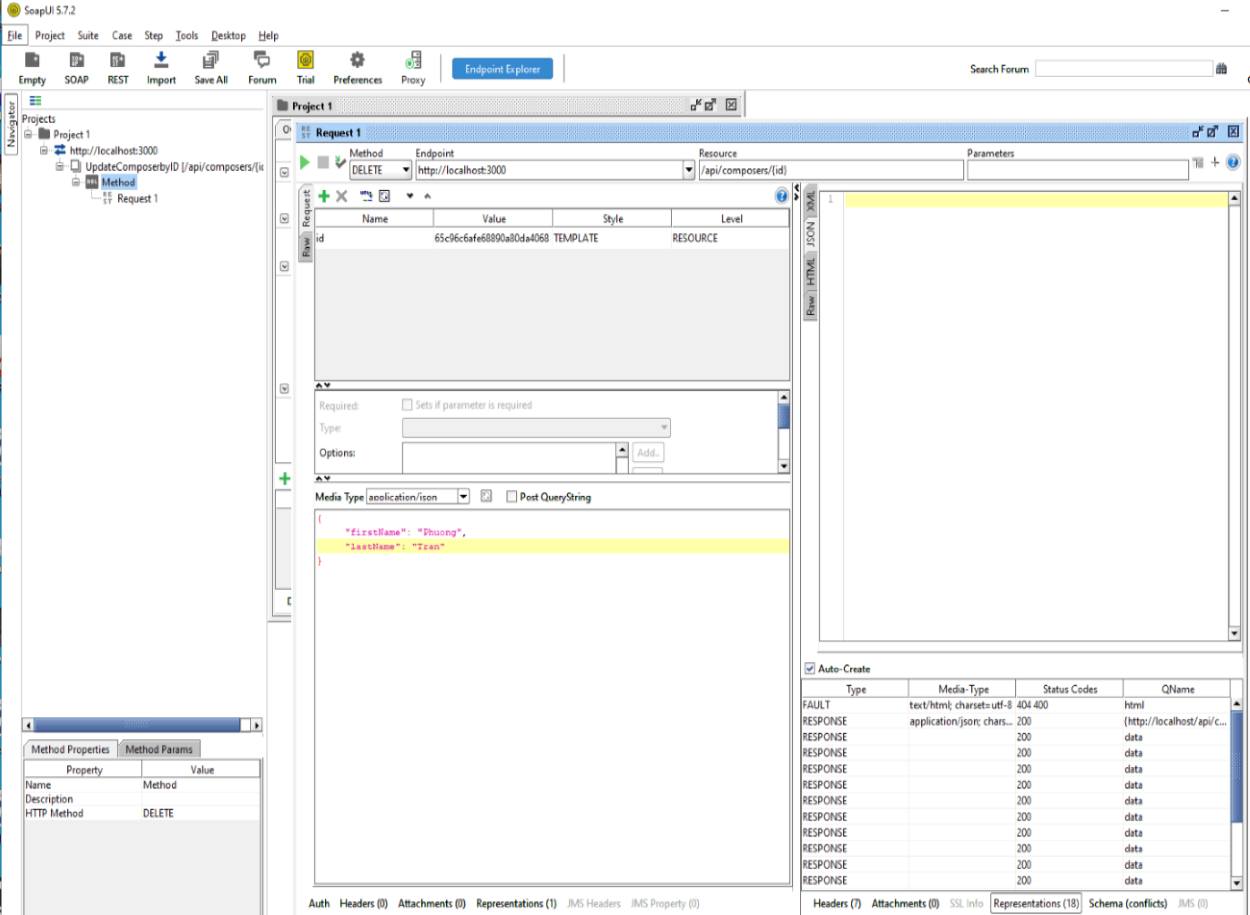 SoapUI 5.7.2
File Project Suite Case Step Tools Desktop Help
Empty SOAP REST Import Save All Forum Trial Preferences Proxy
Endpoint Explorer
Search Forum
Navigator
Projects
Project 1
http://localhost:3000
UpdateComposerbyID [/api/composers/{id
Method
Request 1
Project 1
Request 1
Method Endpoint Resource Parameters
DELETE http://localhost:3000 /api/composers/{id}
Request
Raw
Name Value Style Level
id 65c96c6afe68890a80da4068 TEMPLATE RESOURCE
Required: Sets if parameter is required
Type:
Options: Add..
Media Type application/json Post QueryString
{
"firstName": "Phuong",
"lastName": "Tran"
}
Auth Headers (0) Attachments (0) Representations (1) JMS Headers JMS Property (0)
XML
JSON
HTML
Raw
1
Auto-Create
Type Media-Type Status Codes QName
FAULT text/html; charset=utf-8 404 400 html
RESPONSE application/json; chars... 200 {http://localhost/api/c...
RESPONSE 200 data
RESPONSE 200 data
RESPONSE 200 data
RESPONSE 200 data
RESPONSE 200 data
RESPONSE 200 data
RESPONSE 200 data
RESPONSE 200 data
RESPONSE 200 data
RESPONSE 200 data
Headers (7) Attachments (0) SSL Info Representations (18) Schema (conflicts) JMS (0)
Method Properties Method Params
Property Value
Name Method
Description
HTTP Method DELETE